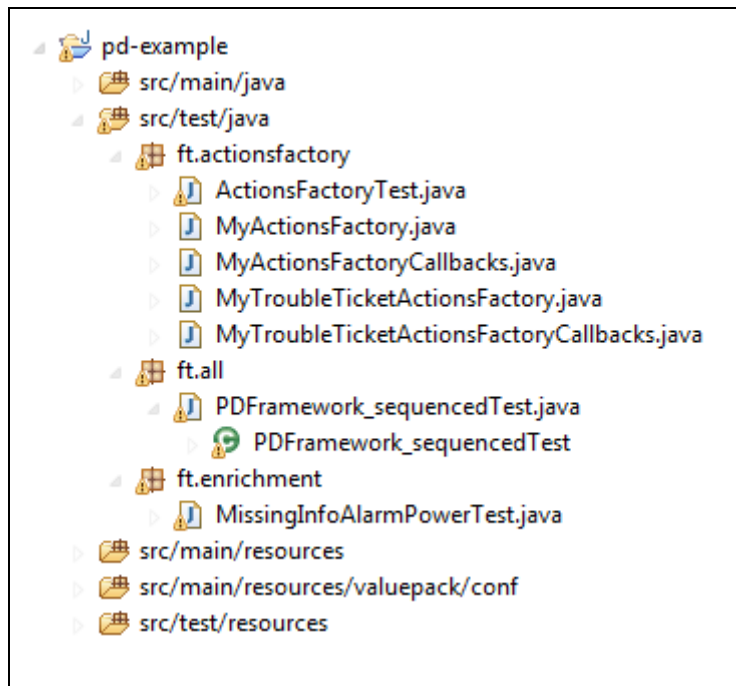 pd-example
src/main/java
src/test/java
ft.actionsfactory
ActionsFactoryTest.java
MyActionsFactory.java
MyActionsFactoryCallbacks.java
MyTroubleTicketActionsFactory.java
MyTroubleTicketActionsFactoryCallbacks.java
ft.all
PDFramework_sequencedTest.java
PDFramework_sequencedTest
ft.enrichment
MissingInfoAlarmPowerTest.java
src/main/resources
src/main/resources/valuepack/conf
src/test/resources